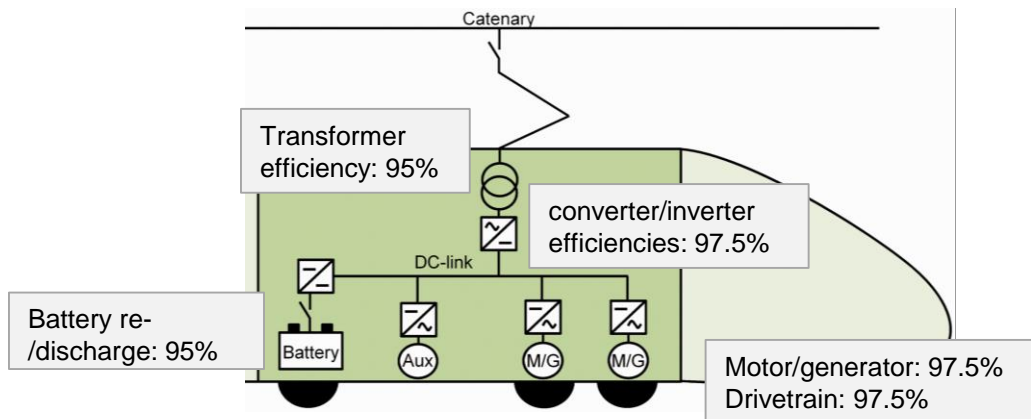 Catenary
Transformer
efficiency: 95%
converter/inverter
efficiencies: 97.5%
DC-link
Battery re-
/discharge: 95%
Battery
Aux
M/G
M/G
Motor/generator: 97.5%
Drivetrain: 97.5%